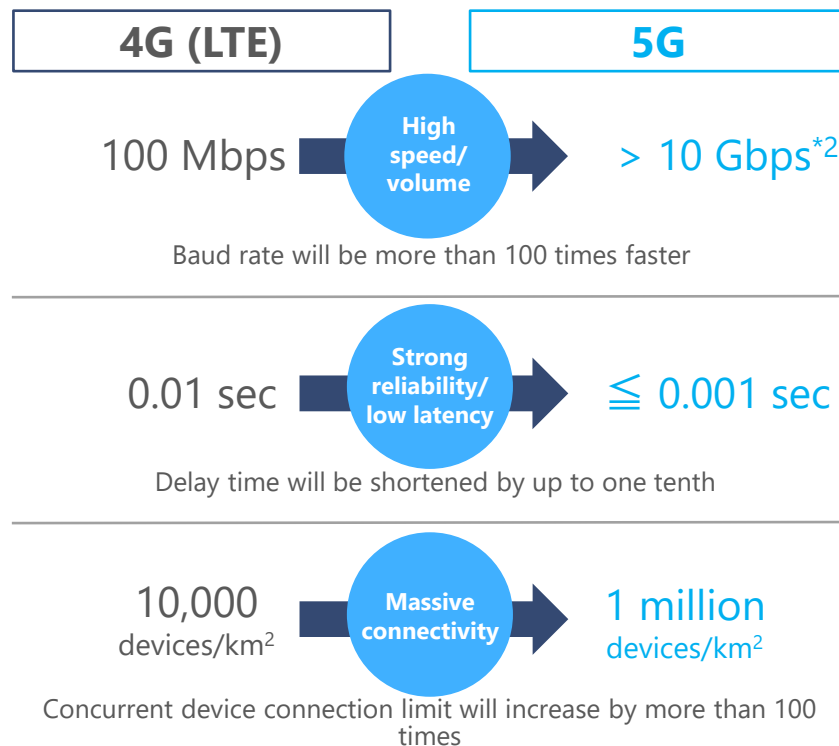 4G (LTE)
5G
100 Mbps
High
speed/
volume
> 10 Gbps*2
Baud rate will be more than 100 times faster
0.01 sec
Strong
reliability/
low latency
≦ 0.001 sec
Delay time will be shortened by up to one tenth
10,000
devices/km²
Massive
connectivity
1 million
devices/km²
Concurrent device connection limit will increase by more than 100
times